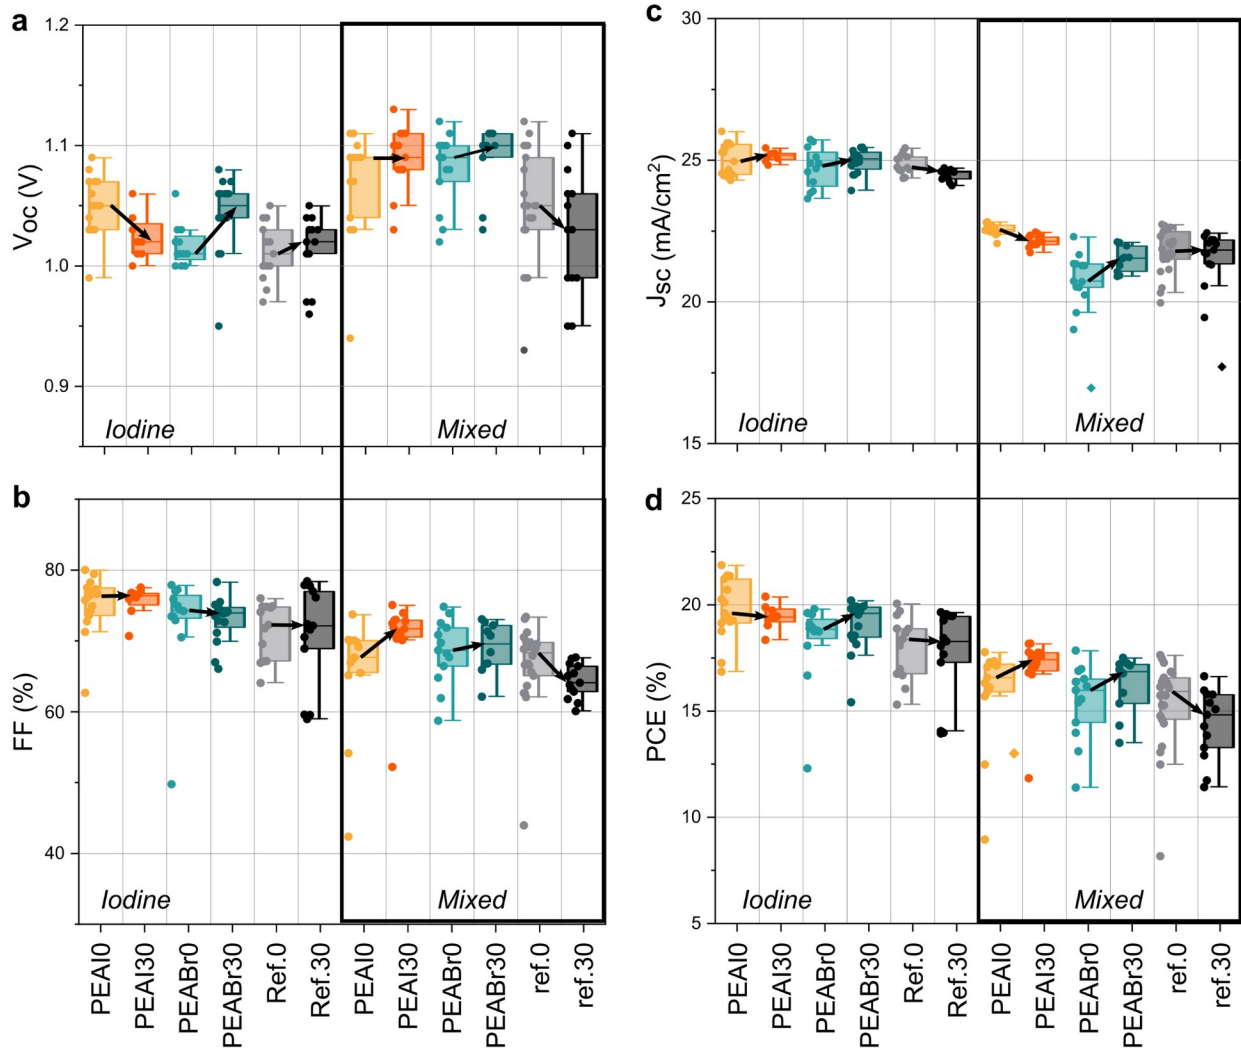 a
1.2
1.1
1.0
0.9
Voc (V)
Iodine
Mixed
c
30
25
20
15
Jsc (mA/cm²)
Iodine
Mixed
b
80
60
40
FF (%)
Iodine
Mixed
PEAI0
PEAI30
PEABr0
PEABr30
Ref.0
Ref.30
PEAI0
PEAI30
PEABr0
PEABr30
ref.0
ref.30
d
25
20
15
10
5
PCE (%)
Iodine
Mixed
PEAI0
PEAI30
PEABr0
PEABr30
Ref.0
Ref.30
PEAI0
PEAI30
PEABr0
PEABr30
ref.0
ref.30